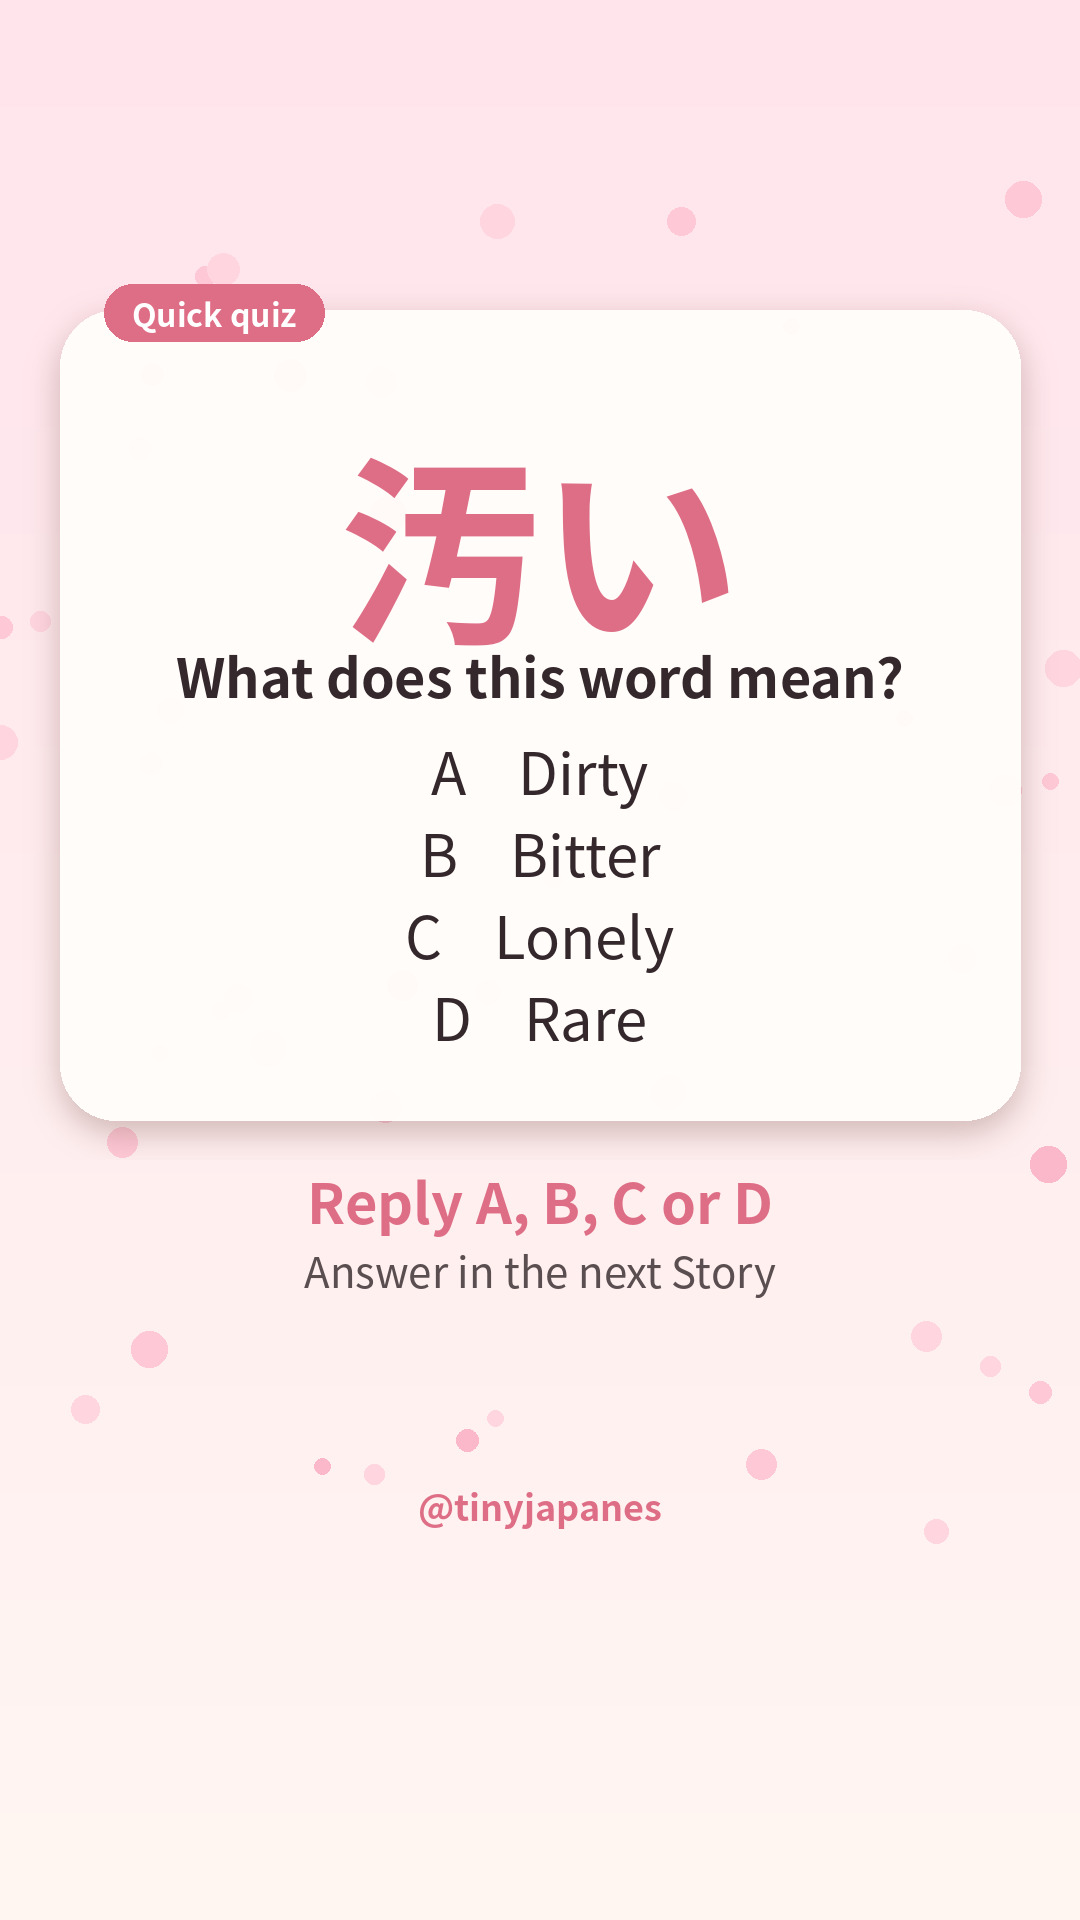 Quick quiz
汚い
What does this word mean?
A Dirty
B Bitter
C Lonely
D Rare
Reply A, B, C or D
Answer in the next Story
@tinyjapanes